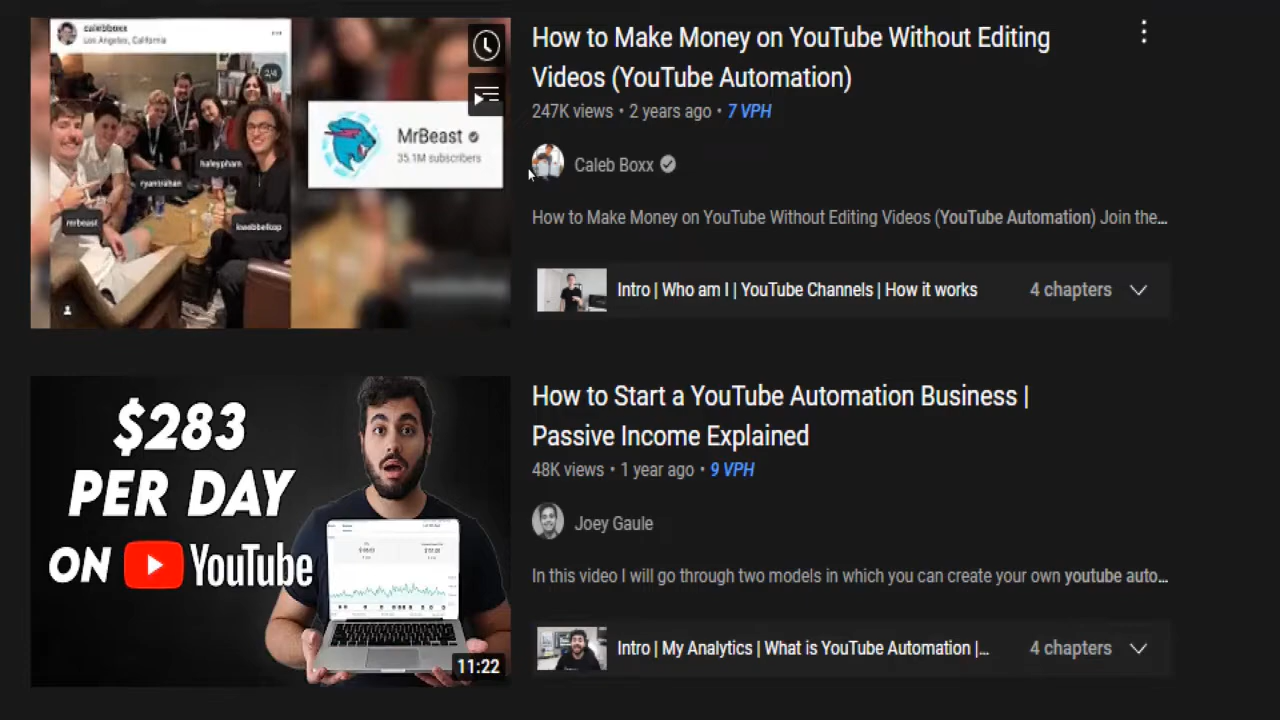 calebboxx
Los Angeles, California
2/4
haleypham
ryantrahan
mrbeast
kwebbelkop
MrBeast
35.1M subscribers
How to Make Money on YouTube Without Editing
Videos (YouTube Automation)
247K views • 2 years ago • 7 VPH
Caleb Boxx
How to Make Money on YouTube Without Editing Videos (YouTube Automation) Join the...
Intro | Who am I | YouTube Channels | How it works
4 chapters
$283
PER DAY
ON YouTube
11:22
How to Start a YouTube Automation Business |
Passive Income Explained
48K views • 1 year ago • 9 VPH
Joey Gaule
In this video I will go through two models in which you can create your own youtube auto...
Intro | My Analytics | What is YouTube Automation |...
4 chapters